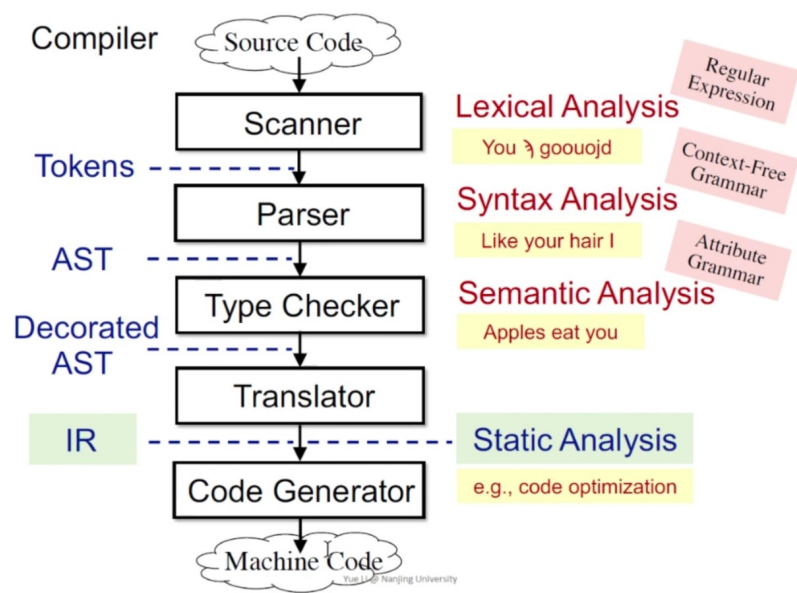 Compiler
Source Code
Regular
Expression
Scanner
Lexical Analysis
You goouojd
Tokens
Context-Free
Grammar
Parser
Syntax Analysis
Like your hair I
AST
Attribute
Grammar
Type Checker
Semantic Analysis
Apples eat you
Decorated
AST
Translator
IR
Static Analysis
Code Generator
e.g., code optimization
Machine Code
Yue Li @ Nanjing University